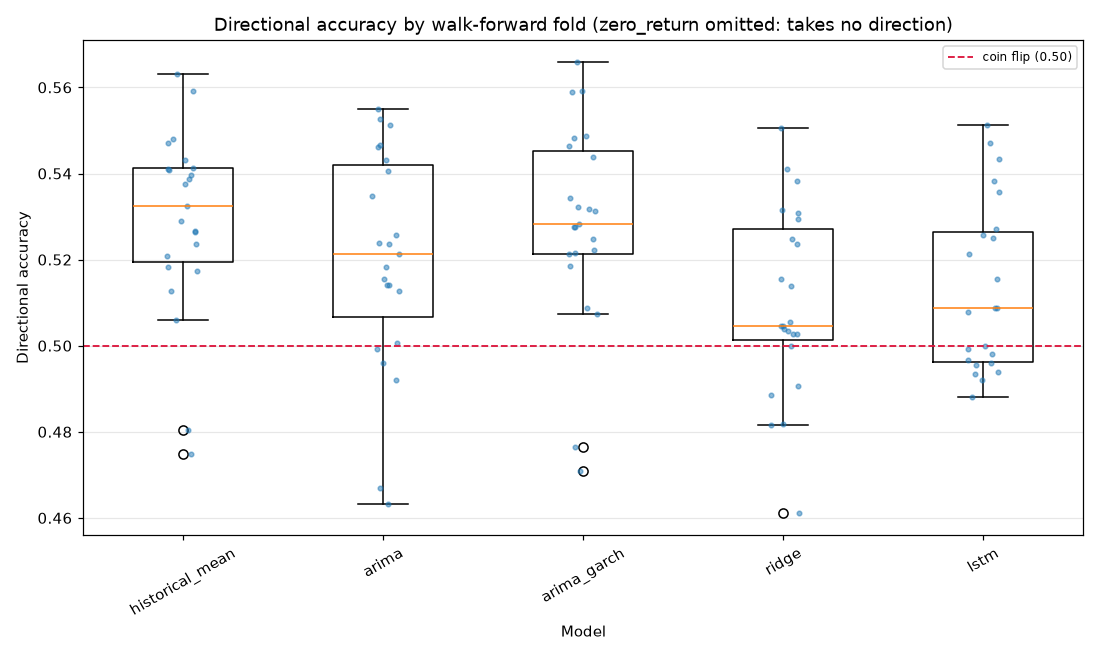 Directional accuracy by walk-forward fold (zero_return omitted: takes no direction)
coin flip (0.50)
Directional accuracy
0.56
0.54
0.52
0.50
0.48
0.46
historical_mean
arima
arima_garch
ridge
lstm
Model